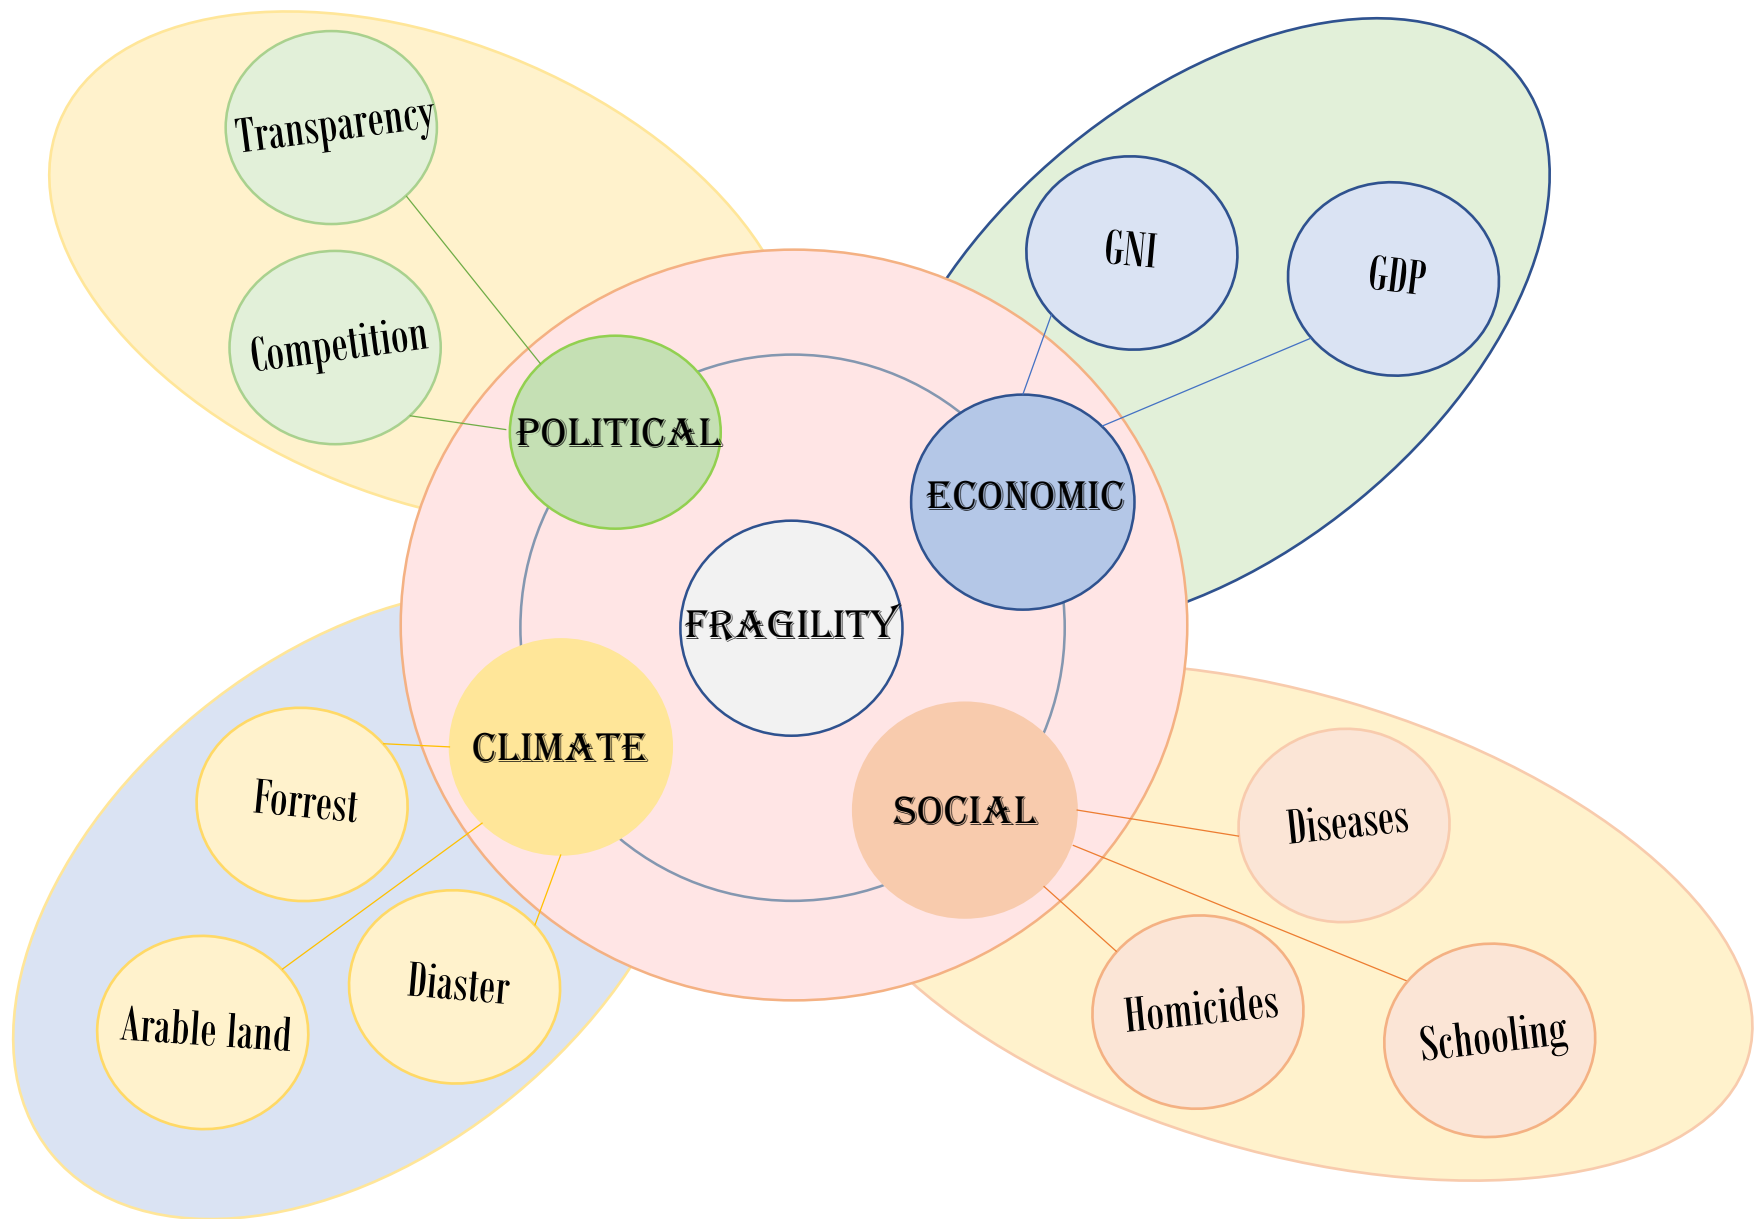 Transparency
Competition
POLITICAL
GNI
GDP
ECONOMIC
FRAGILITY
CLIMATE
Forrest
Arable land
Diaster
SOCIAL
Diseases
Homicides
Schooling